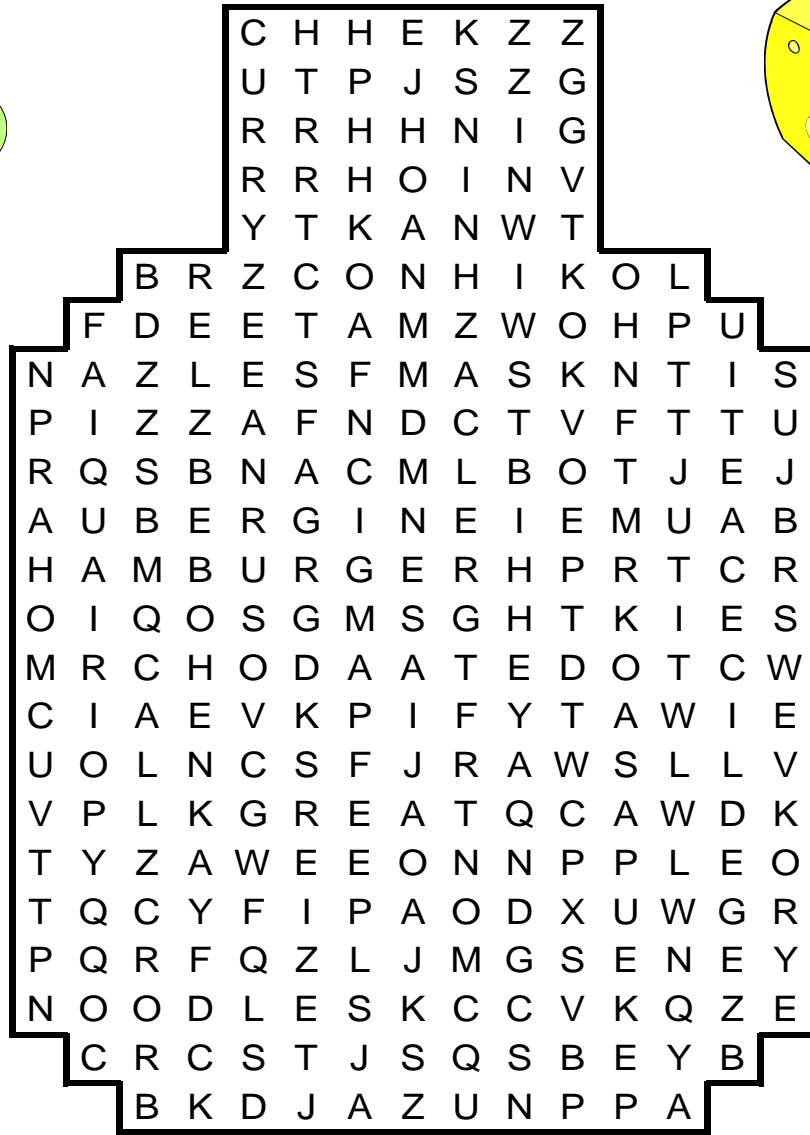 C H H E K Z Z
U T P J S Z G
R R H H N I G
R R H O I N V
Y T K A N W T
B R Z C O N H I K O L
F D E E T A M Z W O H P U
N A Z L E S F M A S K N T I S
P I Z Z A F N D C T V F T T U
R Q S B N A C M L B O T J E J
A U B E R G I N E I E M U A B
H A M B U R G E R H P R T C R
O I Q O S G M S G H T K I E S
M R C H O D A A T E D O T C W
C I A E V K P I F Y T A W I E
U O L N C S F J R A W S L L V
V P L K G R E A T Q C A W D K
T Y Z A W E E O N N P P L E O
T Q C Y F I P A O D X U W G R
P Q R F Q Z L J M G S E N E Y
N O O D L E S K C C V K Q Z E
C R C S T J S Q S B E Y B
B K D J A Z U N P P A